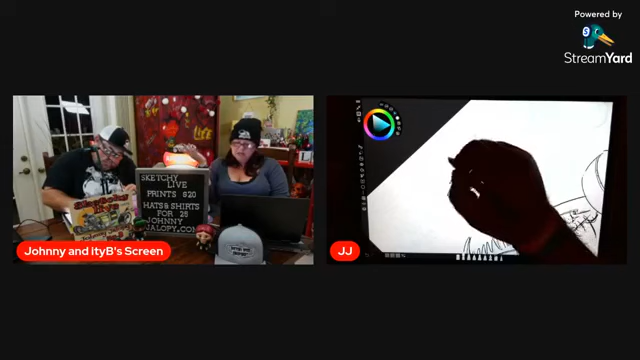 Powered by
StreamYard
SKETCHY
LIVE
PRINTS $20
HATS&SHIRTS
FOR 25
JOHNNY
JALOPY.COM
Johnny and ityB's Screen
JJ